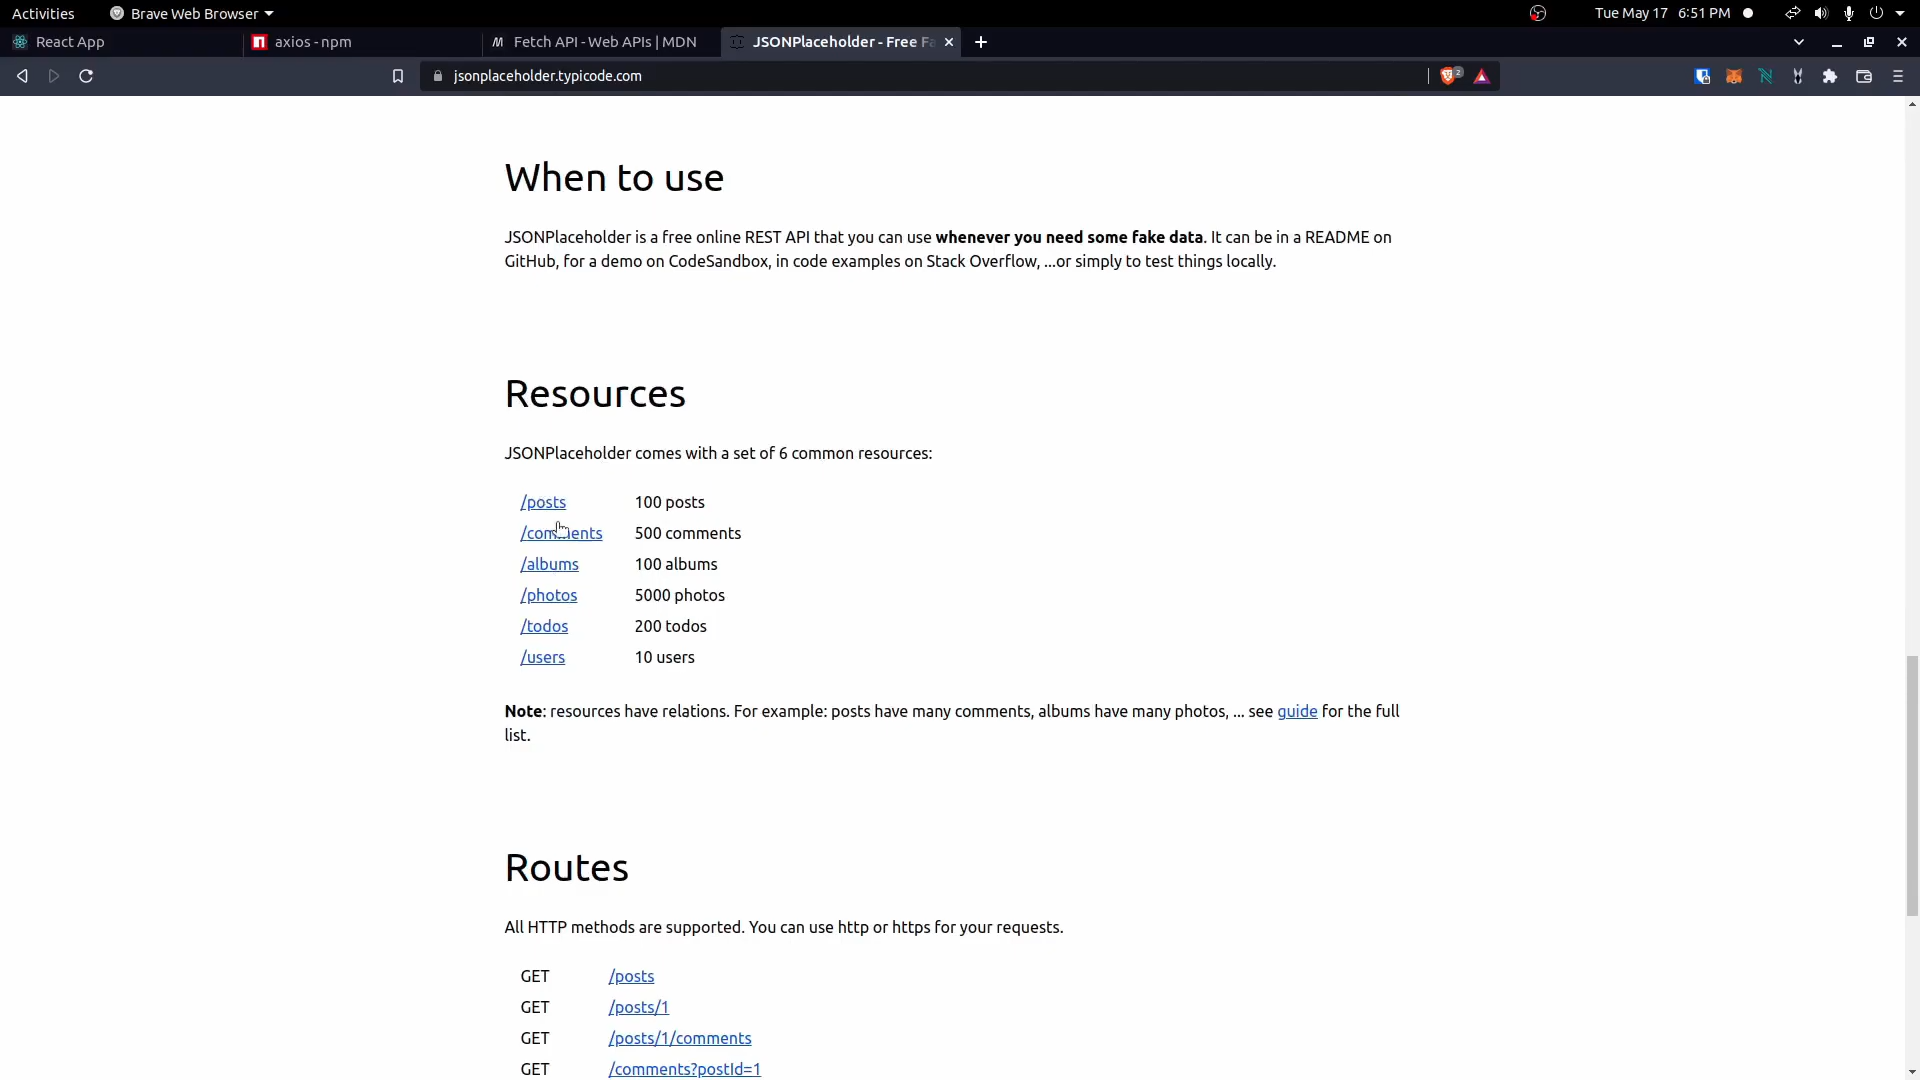 Activities
Brave Web Browser
Tue May 17 6:51 PM
React App
axios - npm
Fetch API - Web APIs | MDN
JSONPlaceholder - Free Fa
jsonplaceholder.typicode.com
2
When to use
JSONPlaceholder is a free online REST API that you can use whenever you need some fake data. It can be in a README on
GitHub, for a demo on CodeSandbox, in code examples on Stack Overflow, ...or simply to test things locally.
Resources
JSONPlaceholder comes with a set of 6 common resources:
/posts 100 posts
/comments 500 comments
/albums 100 albums
/photos 5000 photos
/todos 200 todos
/users 10 users
Note: resources have relations. For example: posts have many comments, albums have many photos, ... see guide for the full
list.
Routes
All HTTP methods are supported. You can use http or https for your requests.
GET /posts
GET /posts/1
GET /posts/1/comments
GET /comments?postId=1